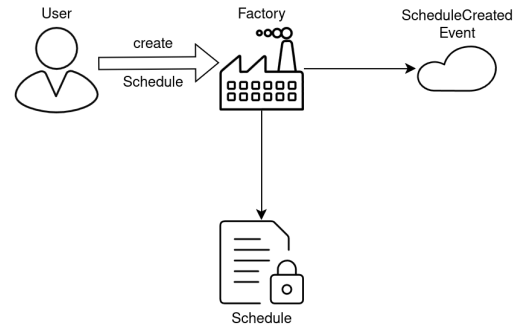 User
Factory
ScheduleCreated
Event
create
Schedule
Schedule